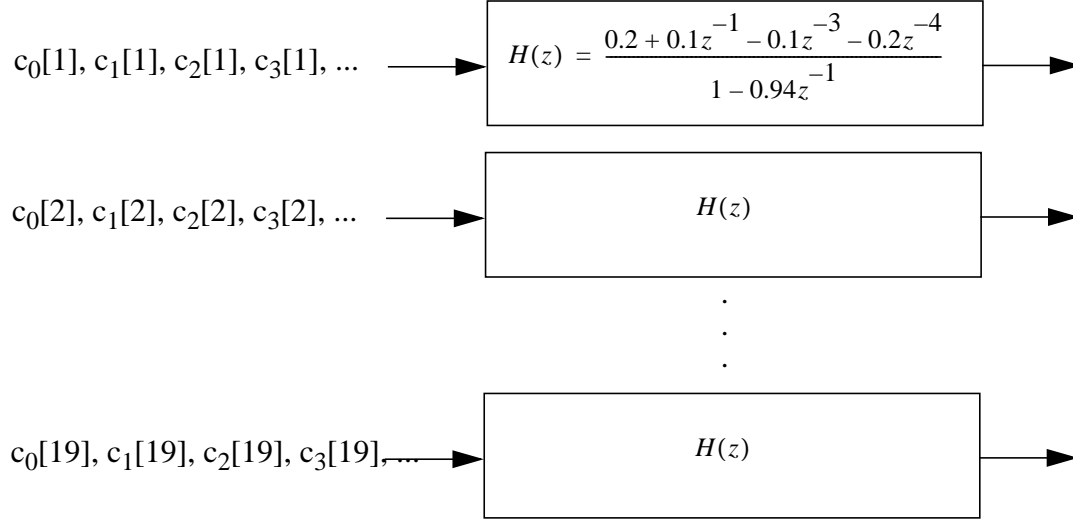 c₀[1], c₁[1], c₂[1], c₃[1], ...
H(z) = (0.2 + 0.1z⁻¹ – 0.1z⁻³ – 0.2z⁻⁴) / (1 – 0.94z⁻¹)
c₀[2], c₁[2], c₂[2], c₃[2], ...
H(z)
.
.
.
c₀[19], c₁[19], c₂[19], c₃[19], ...
H(z)